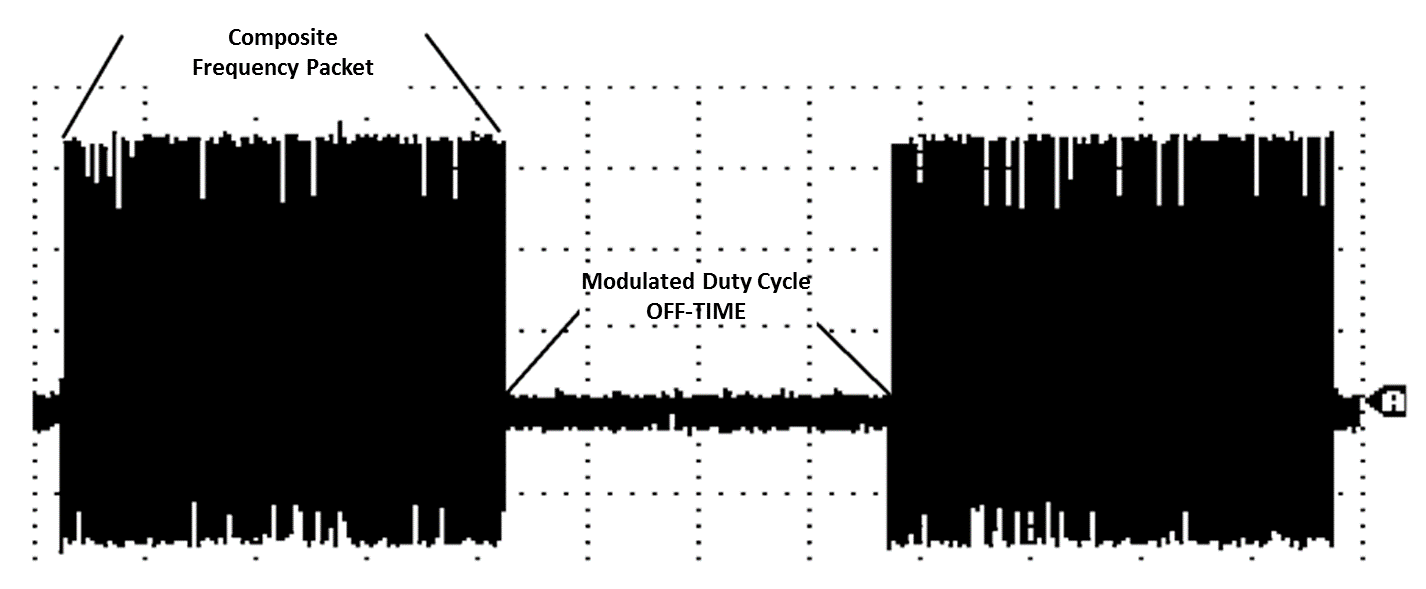 Composite
Frequency Packet
Modulated Duty Cycle
OFF-TIME
A